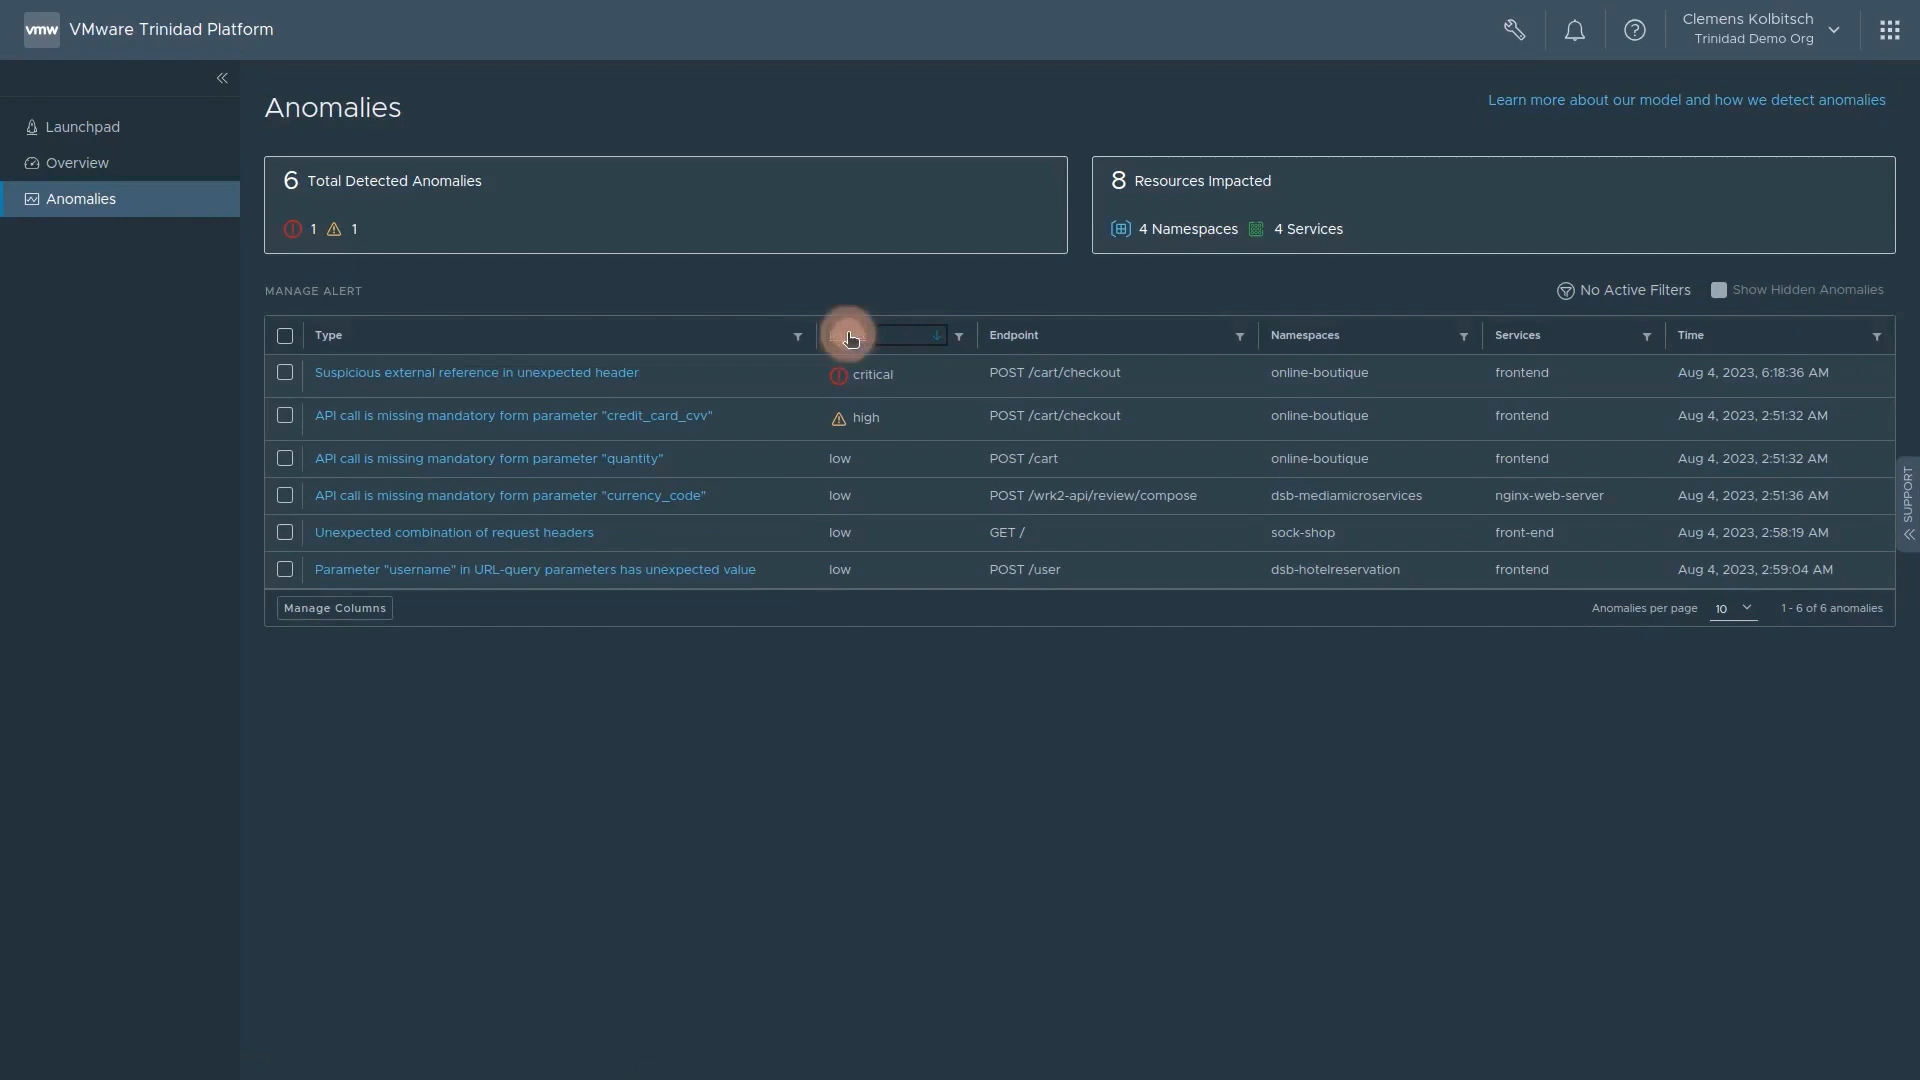 vmw VMware Trinidad Platform
Clemens Kolbitsch
Trinidad Demo Org
Launchpad
Overview
Anomalies
Anomalies
Learn more about our model and how we detect anomalies
6 Total Detected Anomalies
1 1
8 Resources Impacted
4 Namespaces 4 Services
MANAGE ALERT
No Active Filters Show Hidden Anomalies
Type Endpoint Namespaces Services Time
Suspicious external reference in unexpected header critical POST /cart/checkout online-boutique frontend Aug 4, 2023, 6:18:36 AM
API call is missing mandatory form parameter "credit_card_cvv" high POST /cart/checkout online-boutique frontend Aug 4, 2023, 2:51:32 AM
API call is missing mandatory form parameter "quantity" low POST /cart online-boutique frontend Aug 4, 2023, 2:51:32 AM
API call is missing mandatory form parameter "currency_code" low POST /wrk2-api/review/compose dsb-mediamicroservices nginx-web-server Aug 4, 2023, 2:51:36 AM
Unexpected combination of request headers low GET / sock-shop front-end Aug 4, 2023, 2:58:19 AM
Parameter "username" in URL-query parameters has unexpected value low POST /user dsb-hotelreservation frontend Aug 4, 2023, 2:59:04 AM
Manage Columns
Anomalies per page 10 1 - 6 of 6 anomalies
SUPPORT